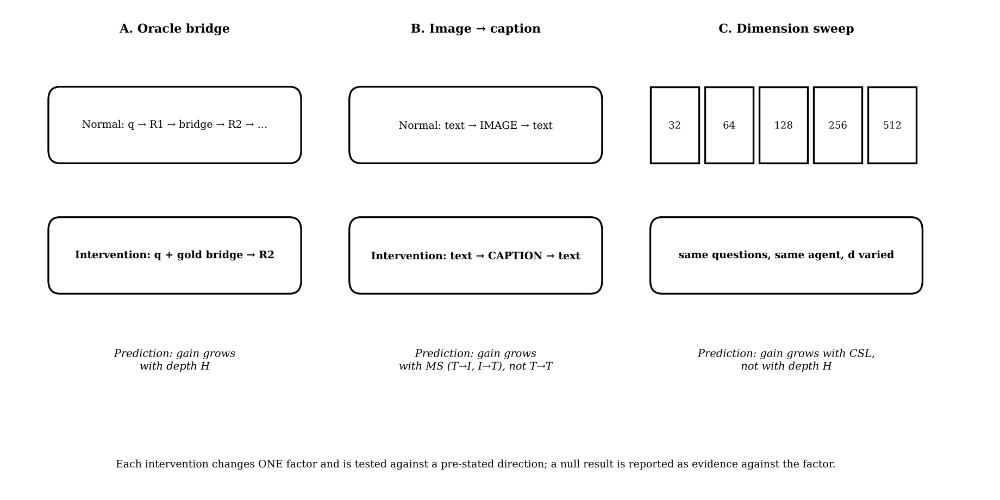 A. Oracle bridge
B. Image → caption
C. Dimension sweep
Normal: q → R1 → bridge → R2 → ...
Normal: text → IMAGE → text
32
64
128
256
512
Intervention: q + gold bridge → R2
Intervention: text → CAPTION → text
same questions, same agent, d varied
Prediction: gain grows
with depth H
Prediction: gain grows
with MS (T→I, I→T), not T→T
Prediction: gain grows with CSL,
not with depth H
Each intervention changes ONE factor and is tested against a pre-stated direction; a null result is reported as evidence against the factor.